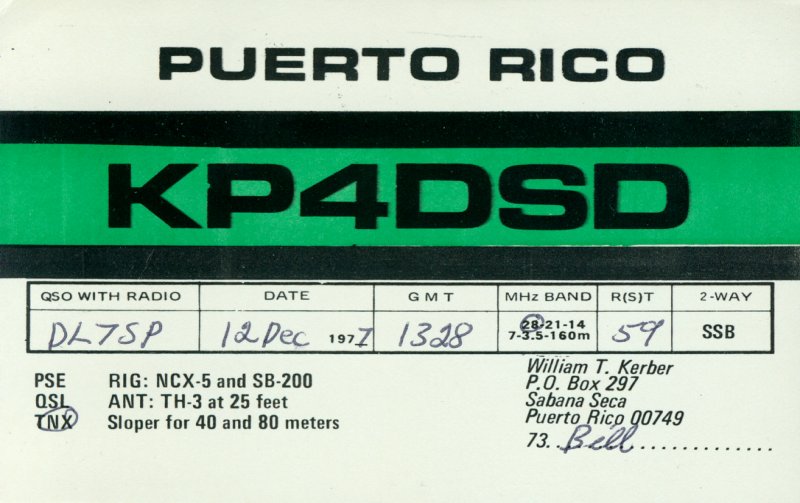 PUERTO RICO
KP4DSD
QSO WITH RADIO DATE GMT MHz BAND R(S)T 2-WAY
DL7SP 12 Dec 1977 1328 28-21-14 59 SSB
7-3.5-160m
PSE RIG: NCX-5 and SB-200
QSL ANT: TH-3 at 25 feet
TNX Sloper for 40 and 80 meters
William T. Kerber
P.O. Box 297
Sabana Seca
Puerto Rico 00749
73. Bill